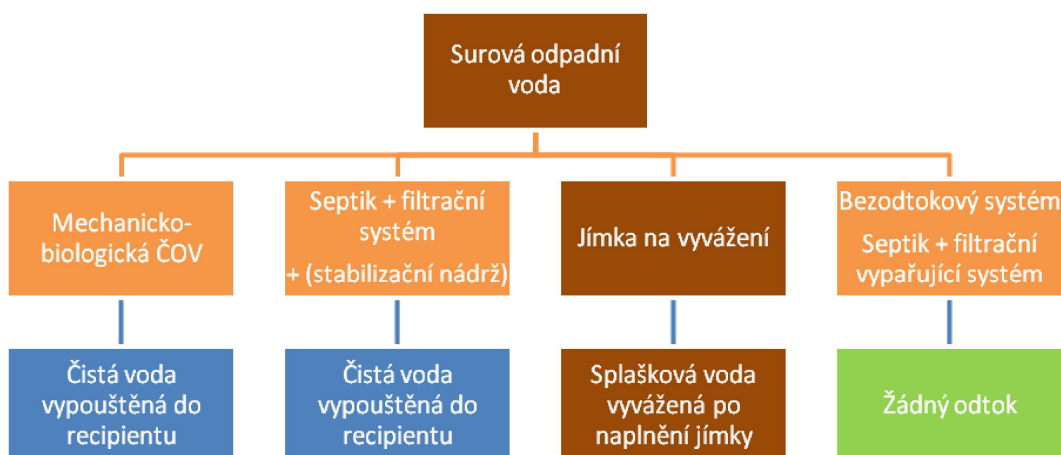 Surová odpadní
voda
Mechanicko-
biologická ČOV
Septik + filtrační
systém
+ (stabilizační nádrž)
Jímka na vyvážení
Bezodtokový systém
Septik + filtrační
vypařující systém
Čistá voda
vypouštěná do
recipientu
Čistá voda
vypouštěná do
recipientu
Splašková voda
vyvážená po
naplnění jímky
Žádný odtok